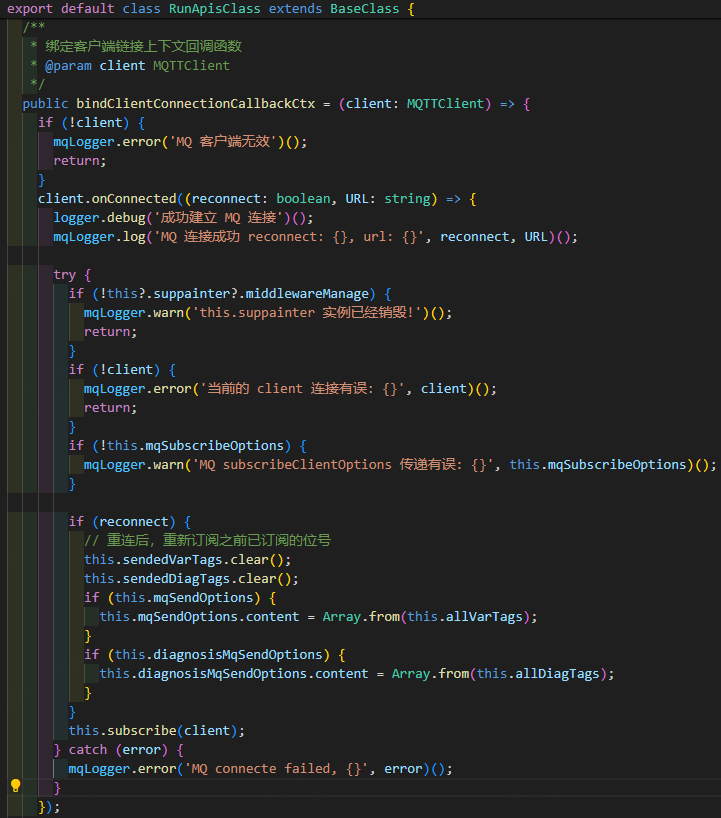 export default class RunApisClass extends BaseClass {
/**
* 绑定客户端链接上下文回调函数
* @param client MQTTClient
*/
public bindClientConnectionCallbackCtx = (client: MQTTClient) => {
if (!client) {
mqLogger.error('MQ 客户端无效')();
return;
}
client.onConnected((reconnect: boolean, URL: string) => {
logger.debug('成功建立 MQ 连接')();
mqLogger.log('MQ 连接成功 reconnect: {}, url: {}', reconnect, URL)();
try {
if (!this?.suppainter?.middlewareManage) {
mqLogger.warn('this.suppainter 实例已经销毁!')();
return;
}
if (!client) {
mqLogger.error('当前的 client 连接有误: {}', client)();
return;
}
if (!this.mqSubscribeOptions) {
mqLogger.warn('MQ subscribeClientOptions 传递有误: {}', this.mqSubscribeOptions)();
}
if (reconnect) {
// 重连后, 重新订阅之前已订阅的位号
this.sendedVarTags.clear();
this.sendedDiagTags.clear();
if (this.mqSendOptions) {
this.mqSendOptions.content = Array.from(this.allVarTags);
}
if (this.diagnosisMqSendOptions) {
this.diagnosisMqSendOptions.content = Array.from(this.allDiagTags);
}
}
this.subscribe(client);
} catch (error) {
mqLogger.error('MQ connecte failed, {}', error)();
}
});